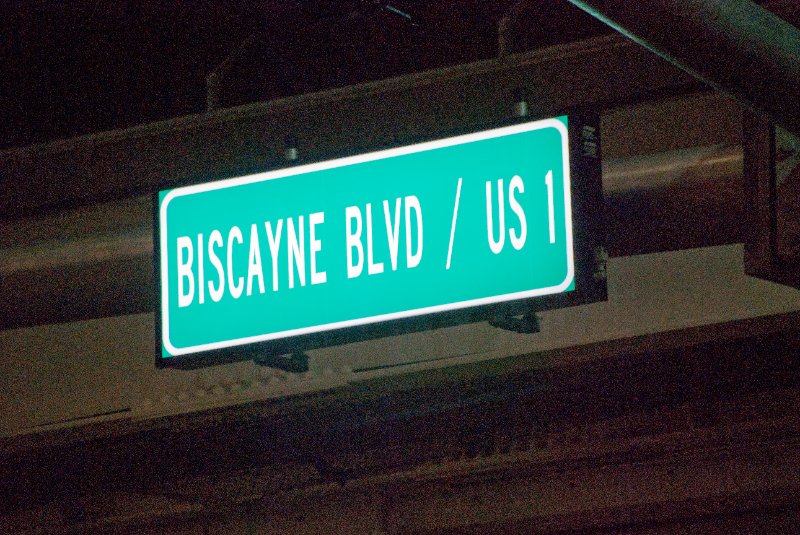 BISCAYNE BLVD / US 1